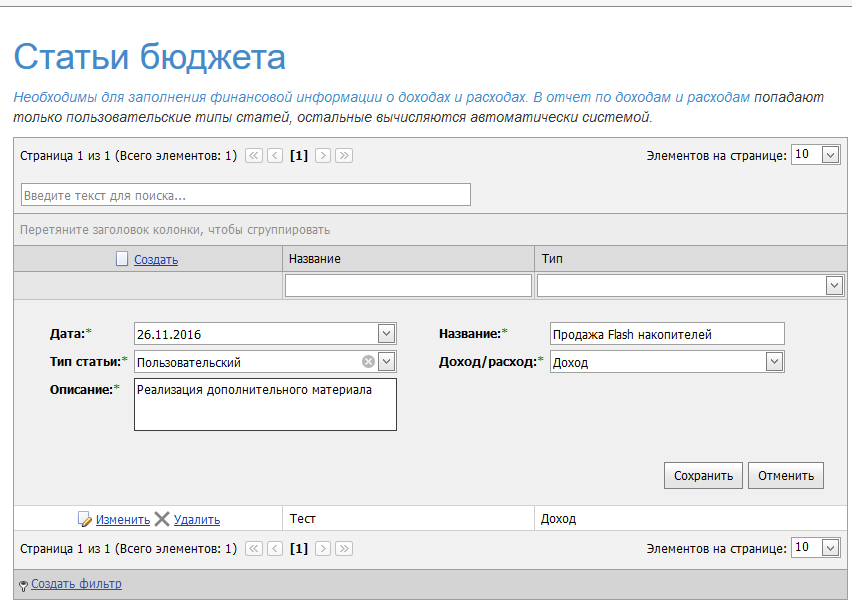 Статьи бюджета
Необходимы для заполнения финансовой информации о доходах и расходах. В отчет по доходам и расходам попадают
только пользовательские типы статей, остальные вычисляются автоматически системой.
Страница 1 из 1 (Всего элементов: 1) [1] Элементов на странице: 10
Введите текст для поиска...
Перетяните заголовок колонки, чтобы сгруппировать
Создать Название Тип
Дата:* 26.11.2016 Название:* Продажа Flash накопителей
Тип статьи:* Пользовательский Доход/расход:* Доход
Описание:* Реализация дополнительного материала
Сохранить Отменить
Изменить Удалить Тест Доход
Страница 1 из 1 (Всего элементов: 1) [1] Элементов на странице: 10
Создать фильтр